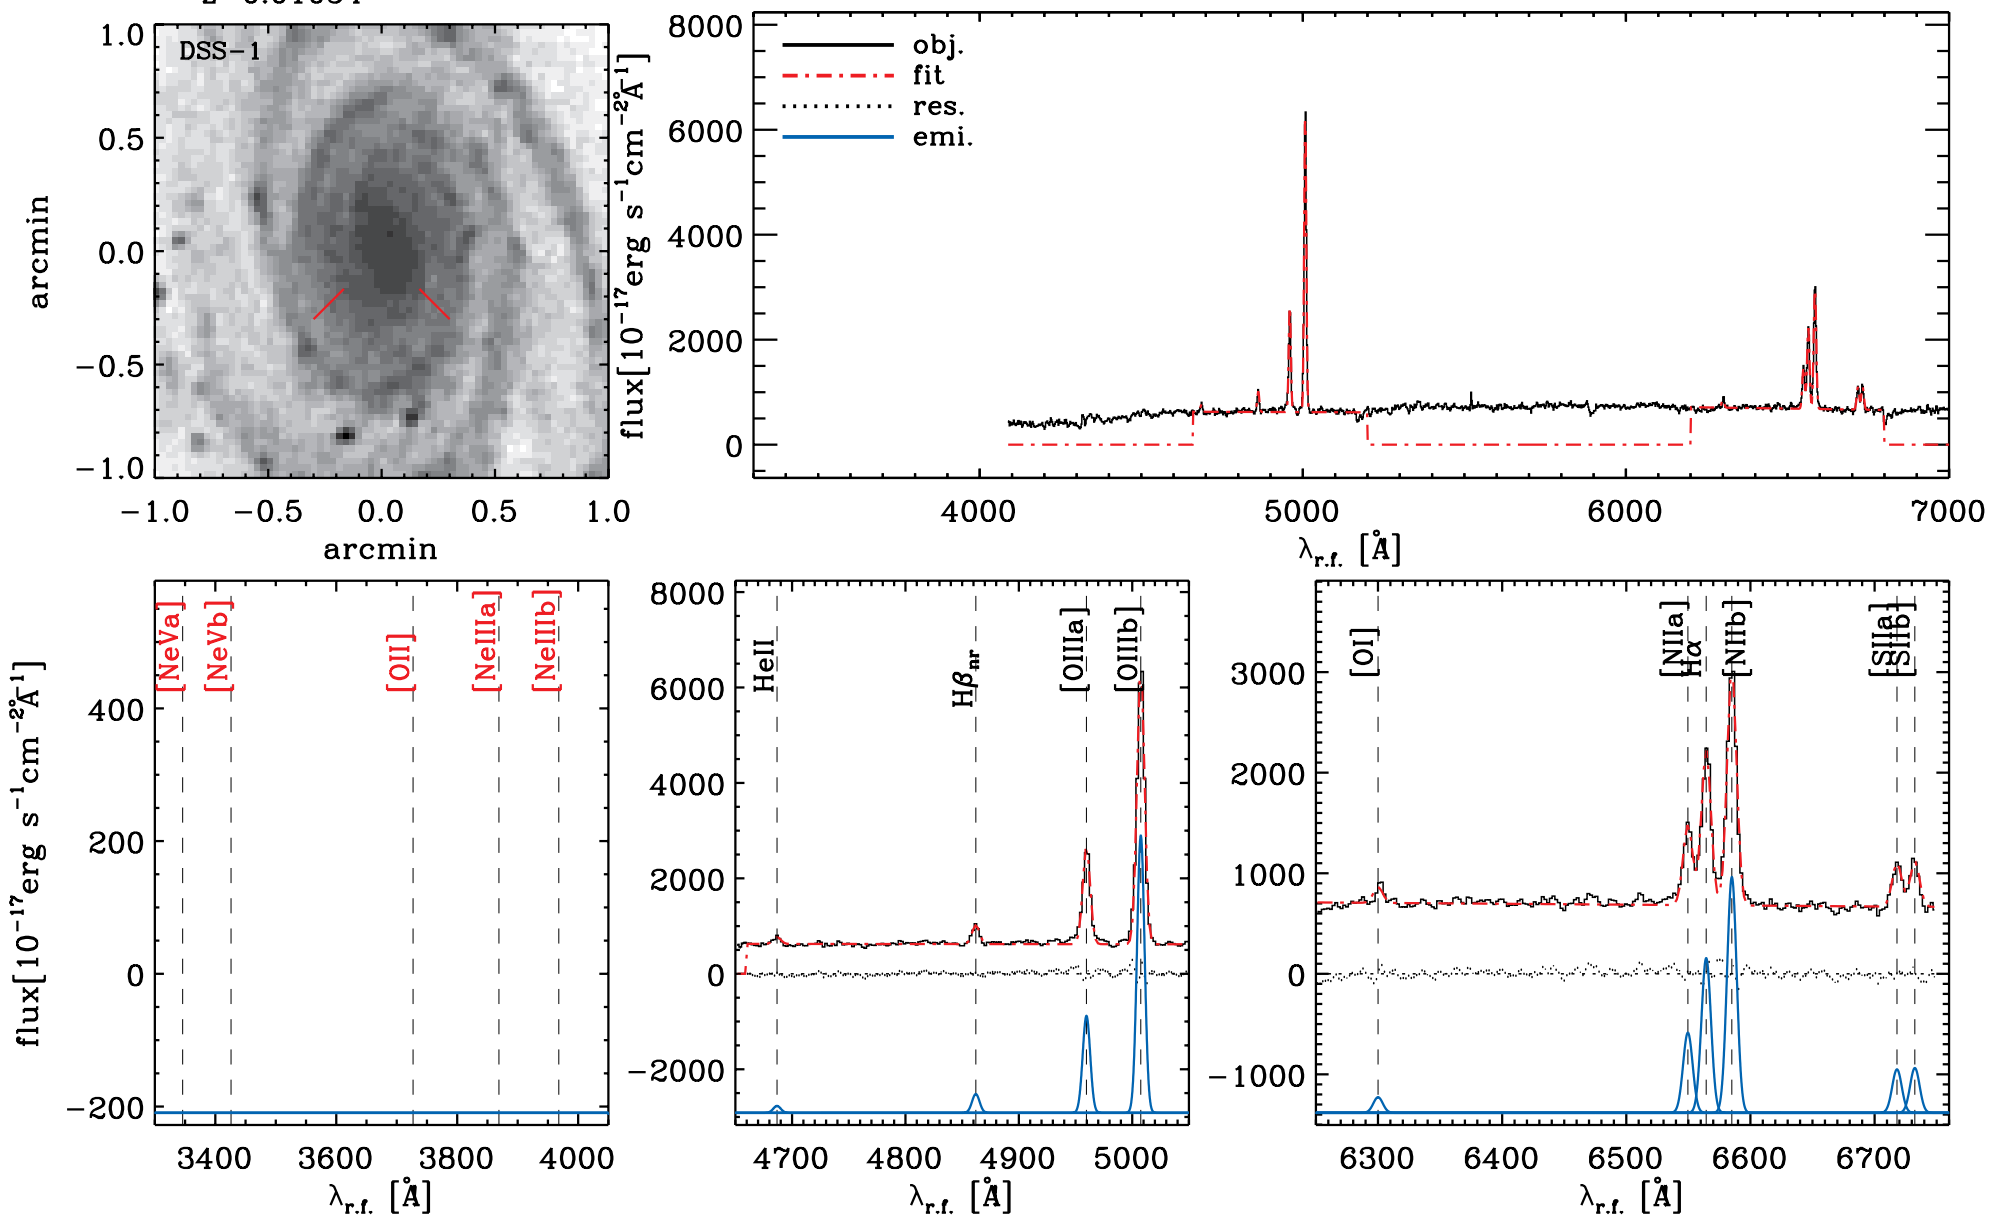 DSS-1
1.0
0.5
0.0
−0.5
−1.0
−1.0 −0.5 0.0 0.5 1.0
arcmin
arcmin
obj.
fit
res.
emi.
8000
6000
4000
2000
0
4000 5000 6000 7000
λr.f. [Å]
flux[10⁻¹⁷erg s⁻¹cm⁻²Å⁻¹]
[NeVa]
[NeVb]
[OII]
[NeIIIa]
[NeIIIb]
400
200
0
−200
3400 3600 3800 4000
λr.f. [Å]
flux[10⁻¹⁷erg s⁻¹cm⁻²Å⁻¹]
HeII
Hβnr
[OIIIa]
[OIIIb]
8000
6000
4000
2000
0
−2000
4700 4800 4900 5000
λr.f. [Å]
[OI]
[NIIa]
Hα
[NIIb]
[SIIa]
[SIIb]
3000
2000
1000
0
−1000
6300 6400 6500 6600 6700
λr.f. [Å]